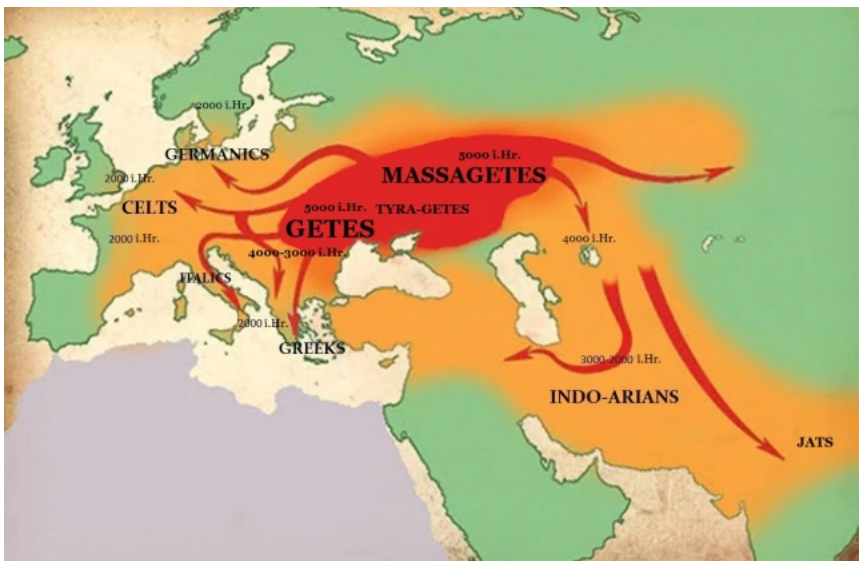 2000 î.Hr.
GERMANICS
5000 î.Hr.
MASSAGETES
2000 î.Hr.
CELTS
5000 î.Hr. TYRA-GETES
GETES
2000 î.Hr.
4000-3000 î.Hr.
4000 î.Hr.
ITALICS
2000 î.Hr.
GREEKS
3000-2000 î.Hr.
INDO-ARIANS
JATS